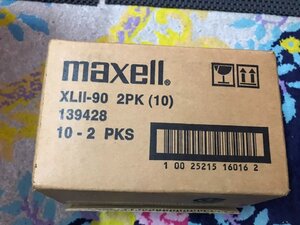 maxell®
XLII-90 2PK (10)
139428
10 - 2 PKS
1 00 25215 16016 2